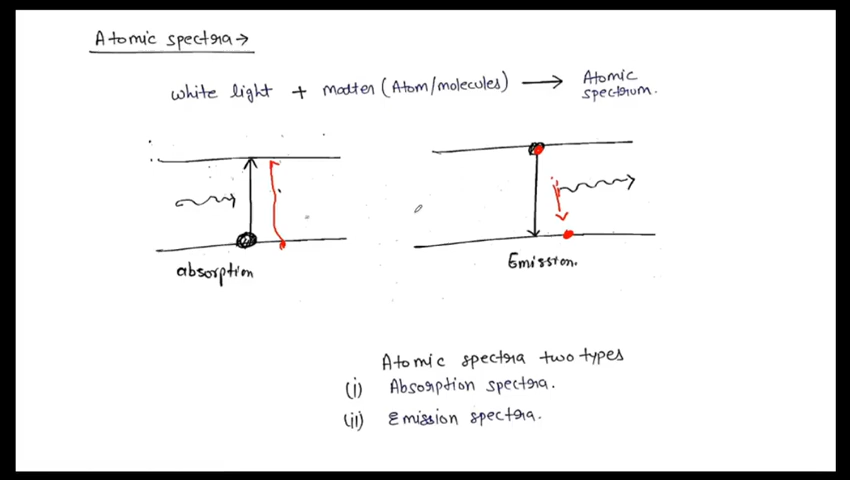 Atomic spectra→
white light + matter (Atom/molecules) ⟶ Atomic spectrum.
absorption
Emission.
Atomic spectra two types
(i) Absorption spectra.
(ii) Emission spectra.